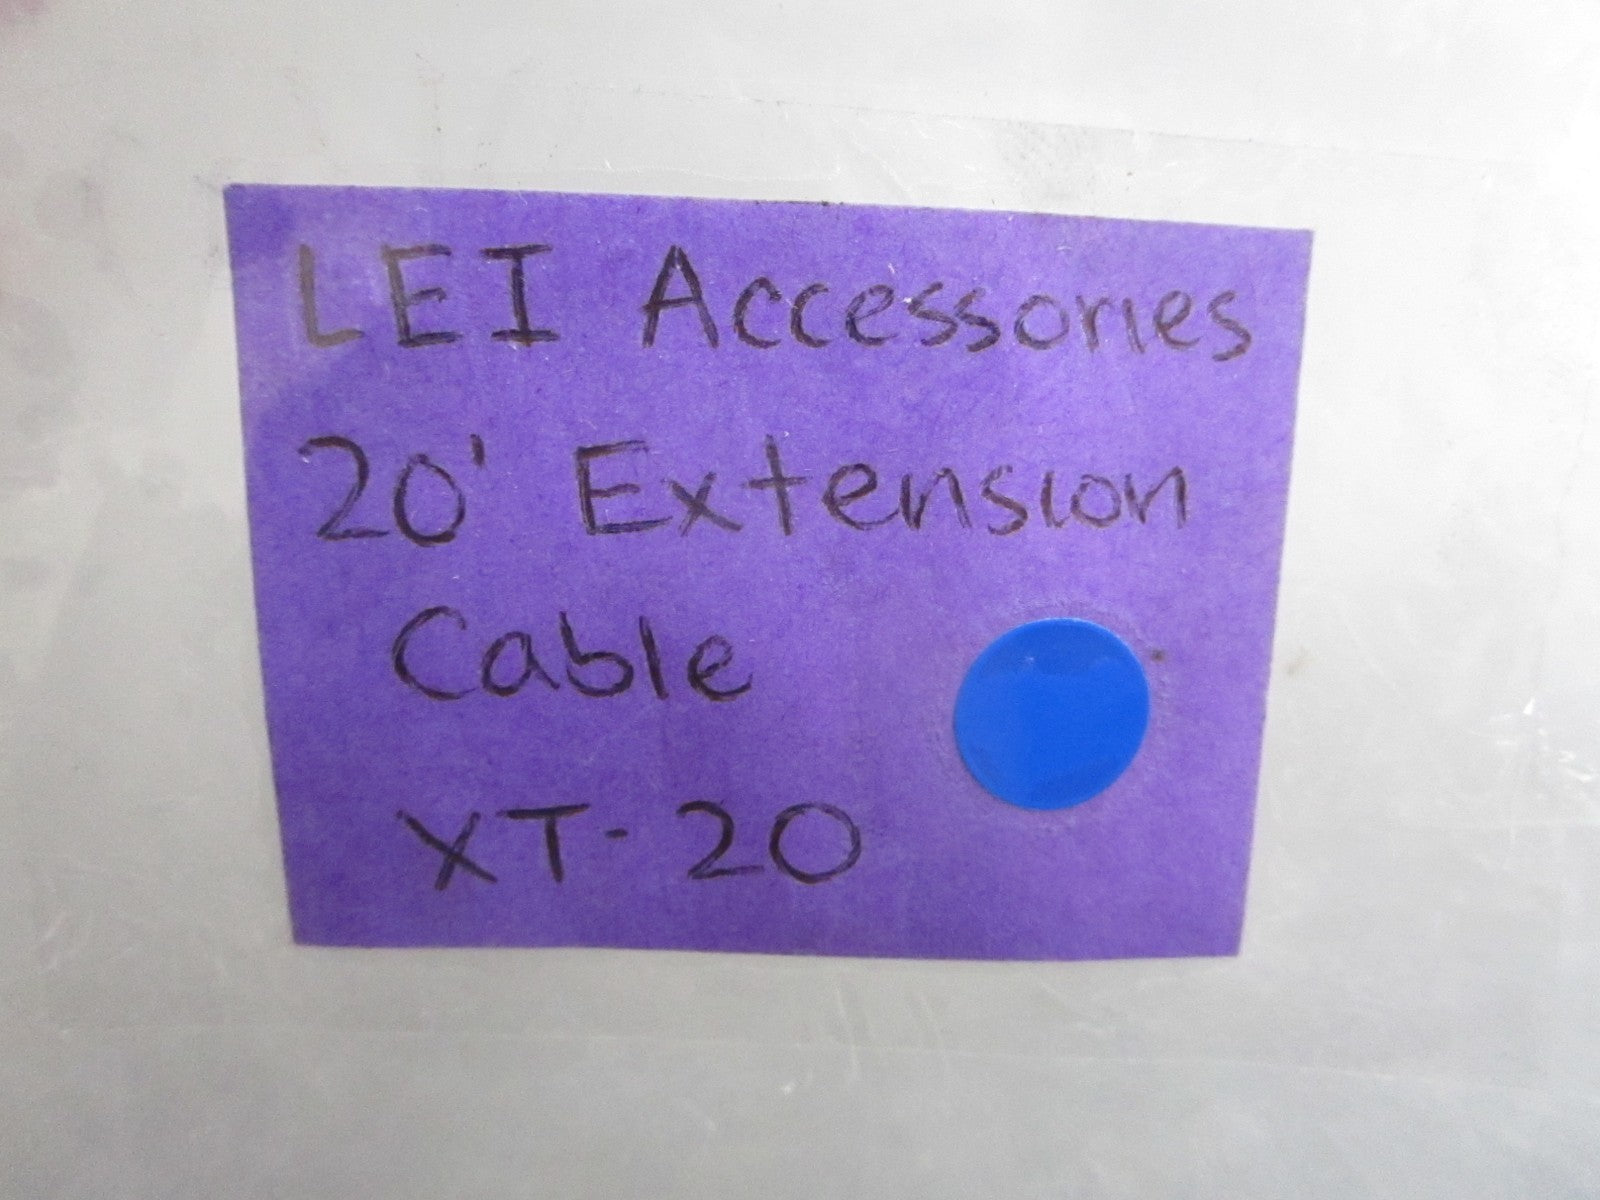 LEI Accessories
20' Extension
Cable
XT-20